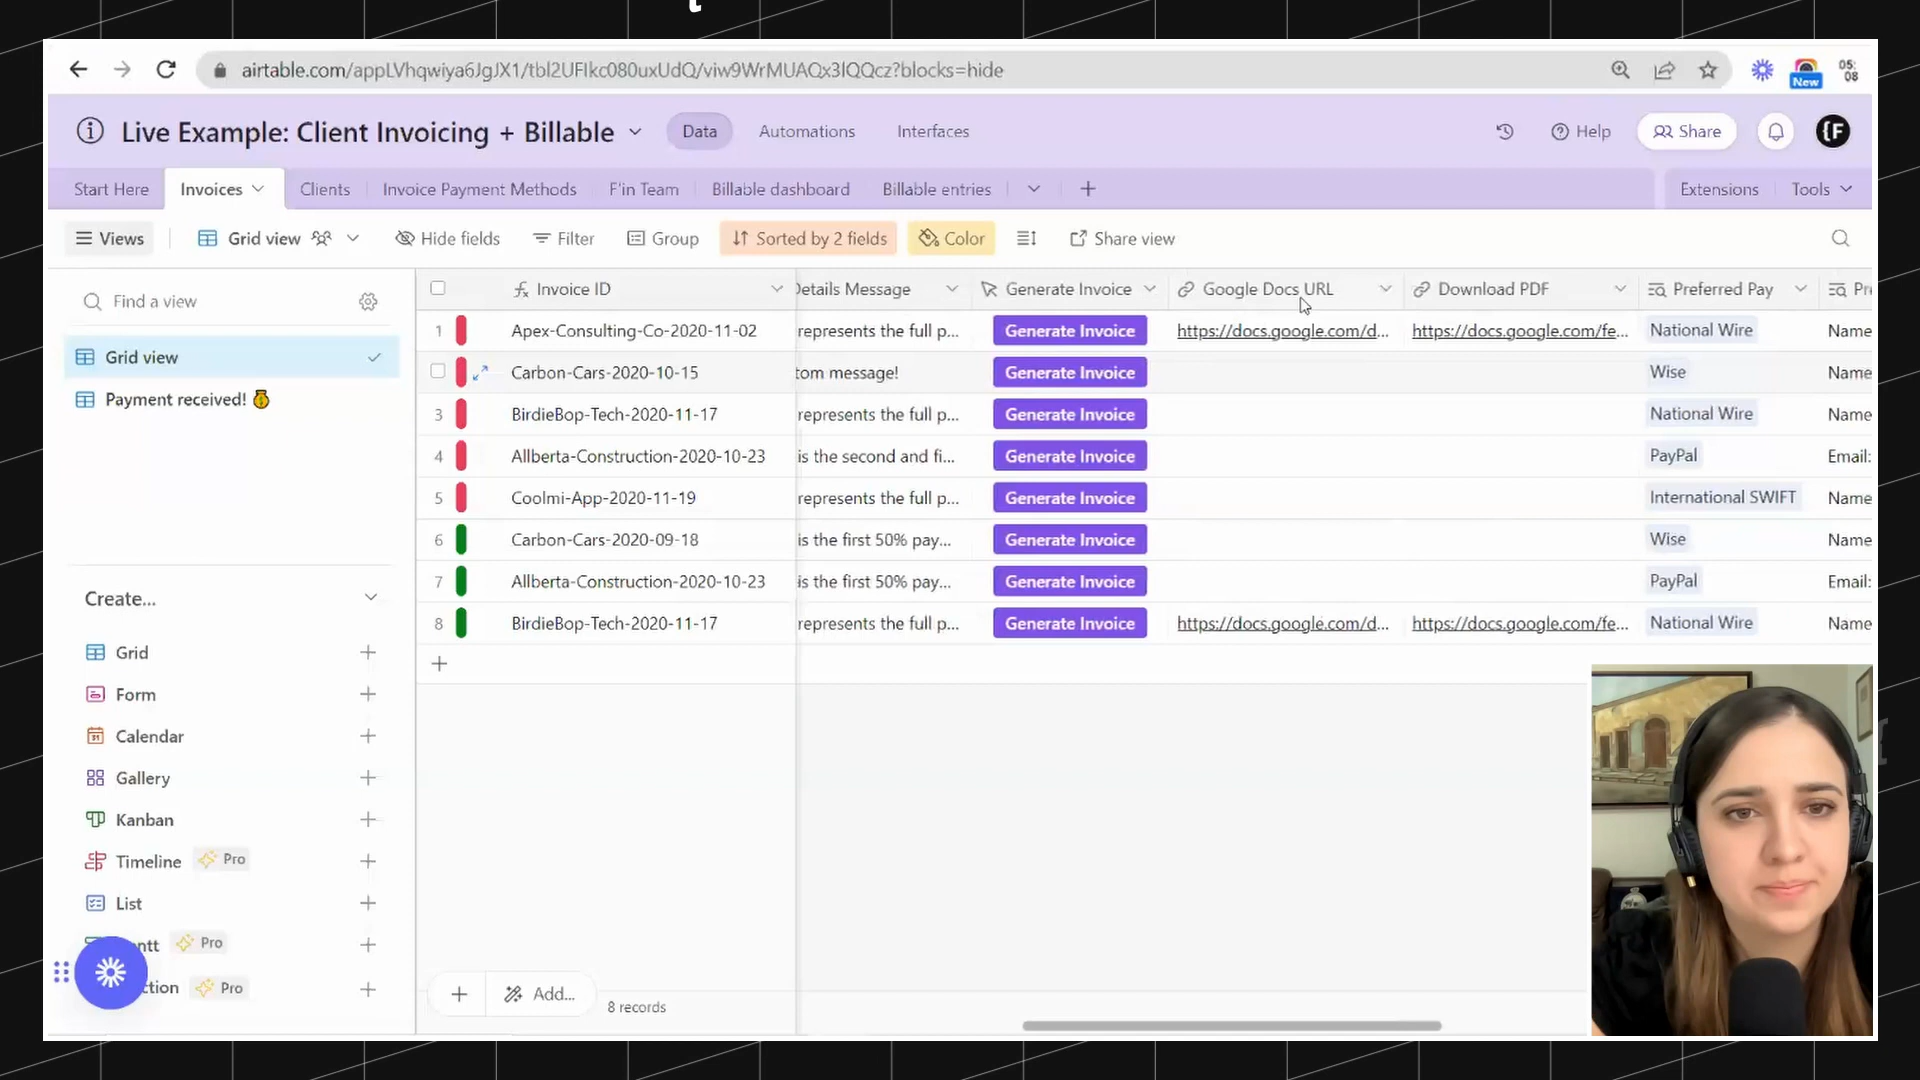 airtable.com/appLVhqwiya6JgJX1/tbl2UFIkc080uxUdQ/viw9WrMUAQx3lQQcz?blocks=hide
New
05:
08
Live Example: Client Invoicing + Billable
Data
Automations
Interfaces
Help
Share
{F
Start Here
Invoices
Clients
Invoice Payment Methods
F'in Team
Billable dashboard
Billable entries
Extensions
Tools
Views
Grid view
Hide fields
Filter
Group
Sorted by 2 fields
Color
Share view
Find a view
Grid view
Payment received! 💰
Create...
Grid
Form
Calendar
Gallery
Kanban
Timeline Pro
List
ntt Pro
ction Pro
Invoice ID Details Message Generate Invoice Google Docs URL Download PDF Preferred Pay Pr
1 Apex-Consulting-Co-2020-11-02 represents the full p... Generate Invoice https://docs.google.com/d... https://docs.google.com/fe... National Wire Name
Carbon-Cars-2020-10-15 tom message! Generate Invoice Wise Name
3 BirdieBop-Tech-2020-11-17 represents the full p... Generate Invoice National Wire Name
4 Allberta-Construction-2020-10-23 is the second and fi... Generate Invoice PayPal Email:
5 Coolmi-App-2020-11-19 represents the full p... Generate Invoice International SWIFT Name
6 Carbon-Cars-2020-09-18 is the first 50% pay... Generate Invoice Wise Name
7 Allberta-Construction-2020-10-23 is the first 50% pay... Generate Invoice PayPal Email:
8 BirdieBop-Tech-2020-11-17 represents the full p... Generate Invoice https://docs.google.com/d... https://docs.google.com/fe... National Wire Name
Add...
8 records